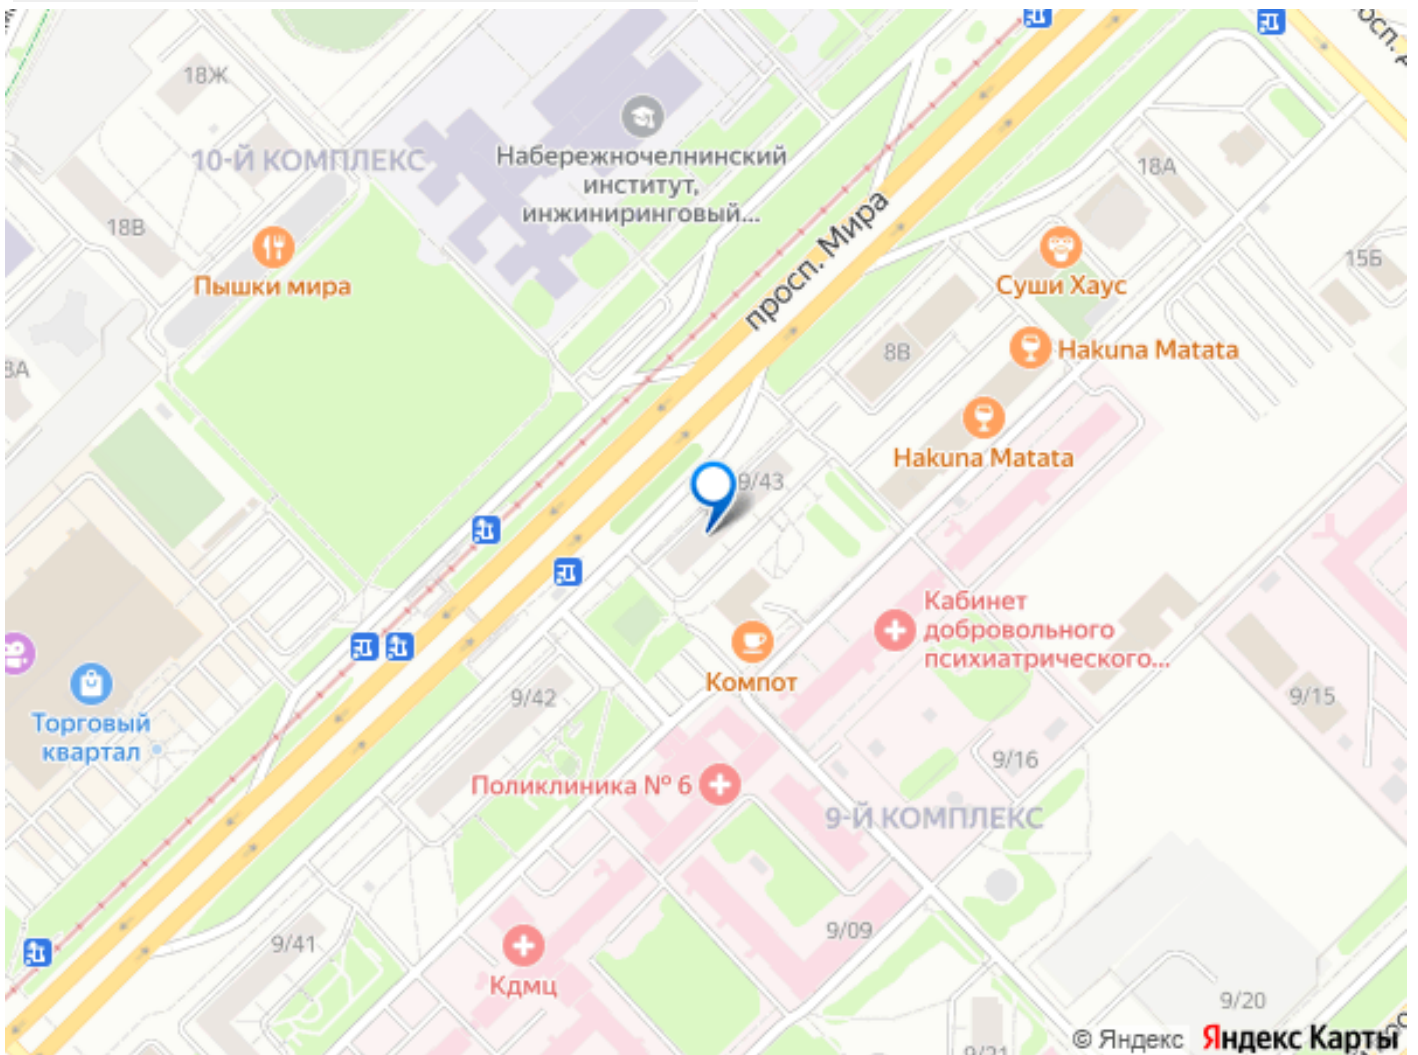 18Ж
10-Й КОМПЛЕКС
18В
Пышки мира
Набережночелнинский
институт,
инжиниринговый...
просп. Мира
18А
Суши Хаус
15Б
8В
Hakuna Matata
Hakuna Matata
9/43
Кабинет
добровольного
психиатрического...
Компот
9/42
Торговый
квартал
9/15
9/16
Поликлиника № 6
9-Й КОМПЛЕКС
9/09
9/41
Кдмц
9/20
© Яндекс Яндекс Карты